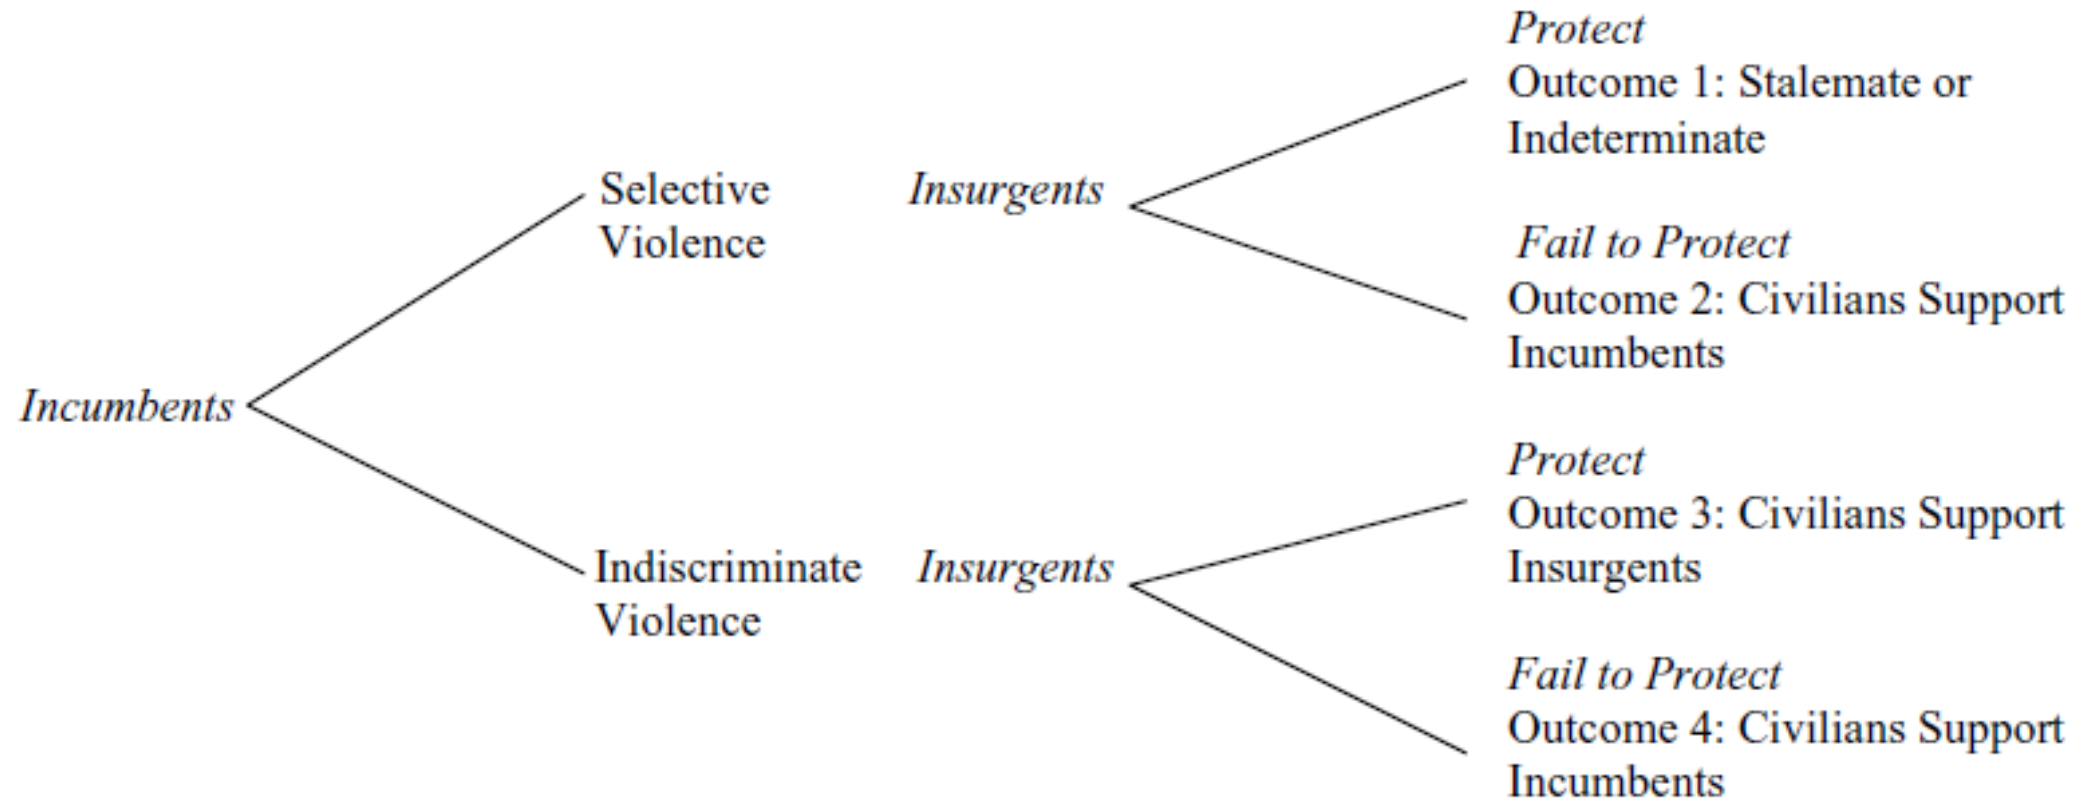 Protect
Outcome 1: Stalemate or
Indeterminate
Selective
Violence
Insurgents
Fail to Protect
Outcome 2: Civilians Support
Incumbents
Incumbents
Protect
Outcome 3: Civilians Support
Insurgents
Indiscriminate
Violence
Insurgents
Fail to Protect
Outcome 4: Civilians Support
Incumbents